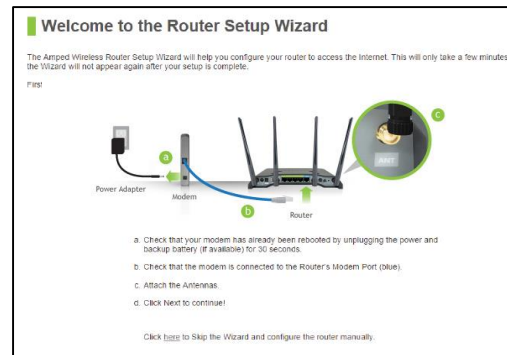 Welcome to the Router Setup Wizard
The Amped Wireless Router Setup Wizard will help you configure your router to access the Internet. This will only take a few minutes
the Wizard will not appear again after your setup is complete.
First
c
ANT
a
Power Adapter
Modem
b
Router
a. Check that your modem has already been rebooted by unplugging the power and
backup battery (if available) for 30 seconds.
b. Check that the modem is connected to the Router's Modem Port (blue).
c. Attach the Antennas.
d. Click Next to continue!
Click here to Skip the Wizard and configure the router manually.